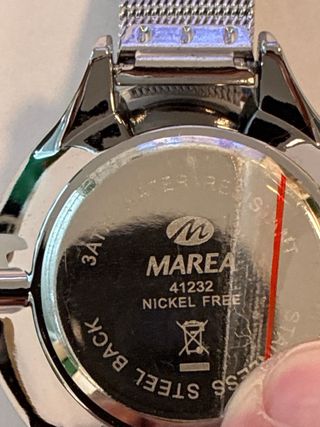 3ATM WATER RESISTANT
MAREA
41232
NICKEL FREE
STAINLESS STEEL BACK